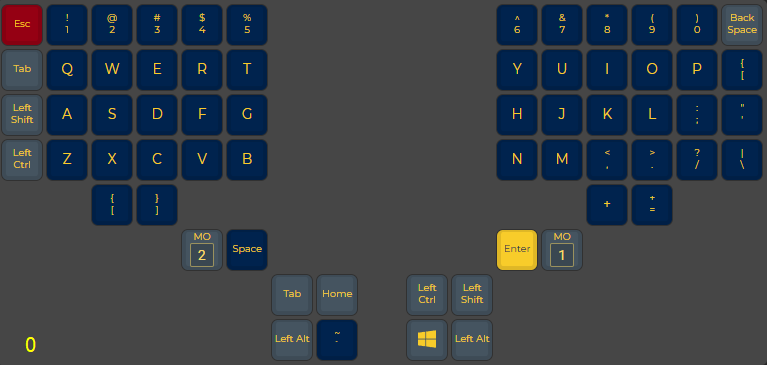 Esc
!
1
@
2
#
3
$
4
%
5
^
6
&
7
*
8
(
9
)
0
Back
Space
Tab
Q
W
E
R
T
Y
U
I
O
P
{
[
Left
Shift
A
S
D
F
G
H
J
K
L
:
;
"
'
Left
Ctrl
Z
X
C
V
B
N
M
<
,
>
.
?
/
|
\
{
[
}
]
+
+
=
MO
2
Space
Enter
MO
1
Tab
Home
Left
Ctrl
Left
Shift
Left Alt
~
`
Left Alt
0